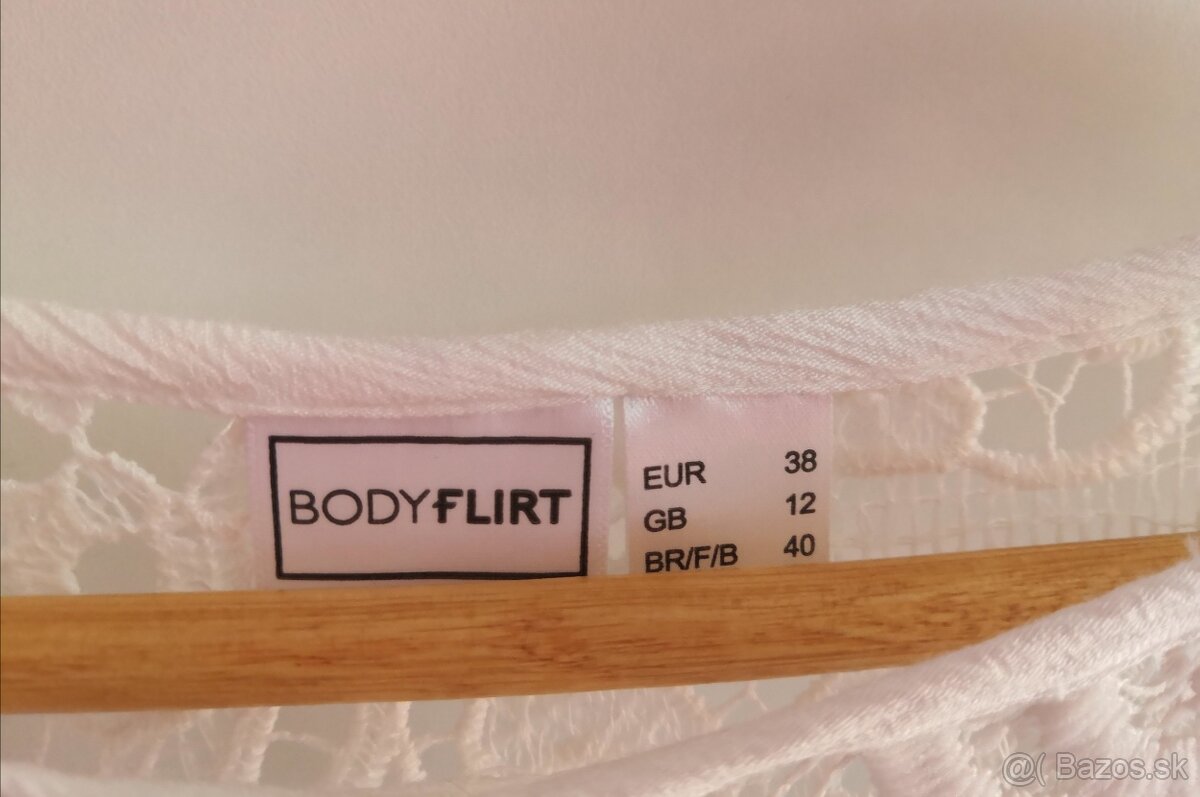 BODYFLIRT
EUR 38
GB 12
BR/F/B 40
@( Bazos.sk